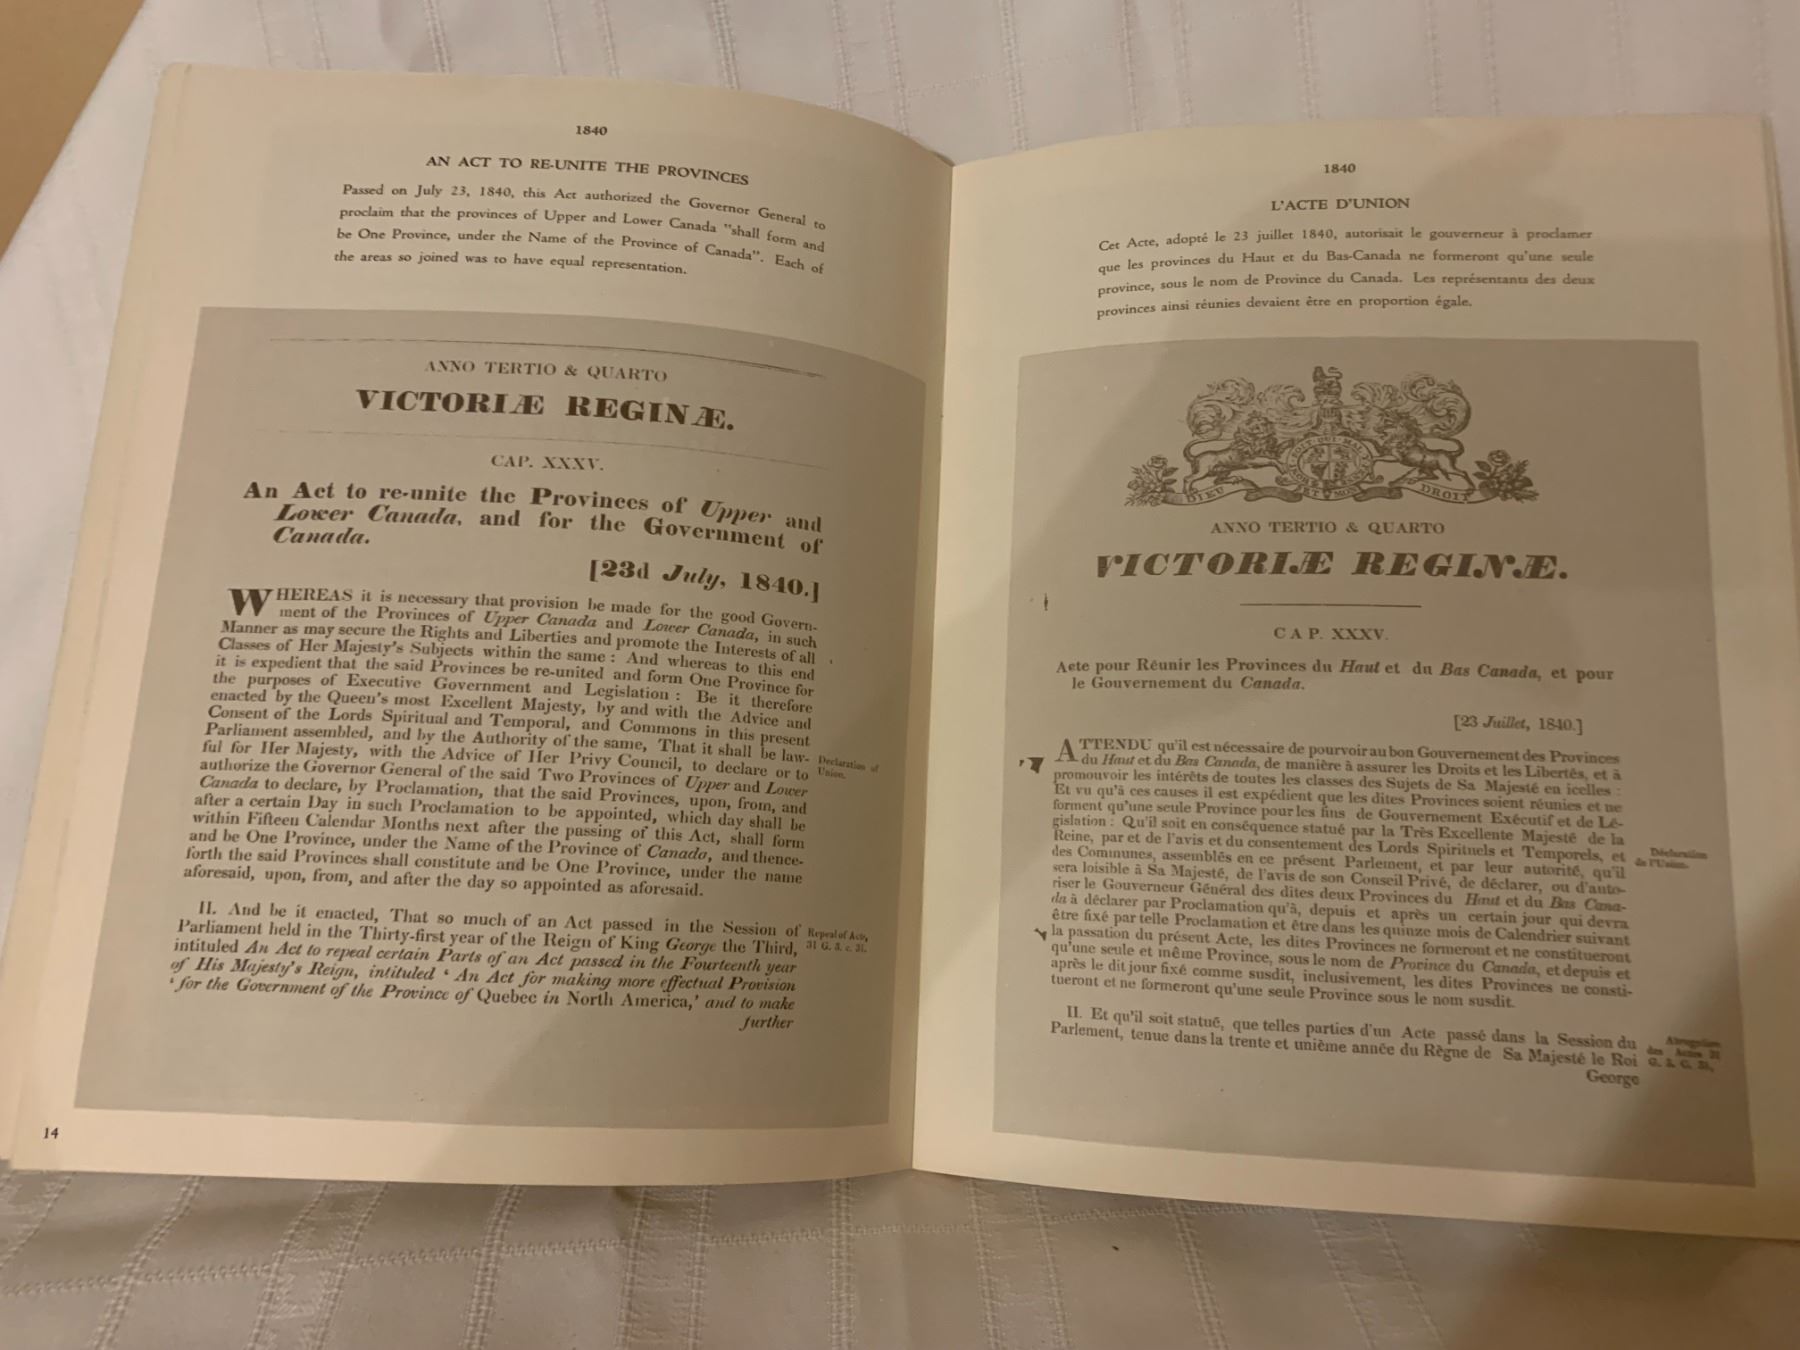 1840
AN ACT TO RE-UNITE THE PROVINCES
Passed on July 23, 1840, this Act authorized the Governor General to
proclaim that the provinces of Upper and Lower Canada "shall form and
be One Province, under the Name of the Province of Canada". Each of
the areas so joined was to have equal representation.
ANNO TERTIO & QUARTO
VICTORIÆ REGINÆ.
CAP. XXXV.
An Act to re-unite the Provinces of Upper and
Lower Canada, and for the Government of
Canada.
[23d July, 1840.]
WHEREAS it is necessary that provision be made for the good Govern-
ment of the Provinces of Upper Canada and Lower Canada, in such
Manner as may secure the Rights and Liberties and promote the Interests of all
Classes of Her Majesty's Subjects within the same : And whereas to this end
it is expedient that the said Provinces be re-united and form One Province for
the purposes of Executive Government and Legislation : Be it therefore
enacted by the Queen's most Excellent Majesty, by and with the Advice and
Consent of the Lords Spiritual and Temporal, and Commons in this present
Parliament assembled, and by the Authority of the same, That it shall be law-
ful for Her Majesty, with the Advice of Her Privy Council, to declare or to
authorize the Governor General of the said Two Provinces of Upper and Lower
Canada to declare, by Proclamation, that the said Provinces, upon, from, and
after a certain Day in such Proclamation to be appointed, which day shall be
within Fifteen Calendar Months next after the passing of this Act, shall form
and be One Province, under the Name of the Province of Canada, and thence-
forth the said Provinces shall constitute and be One Province, under the name
aforesaid, upon, from, and after the day so appointed as aforesaid.
Declaration of
Union.
II. And be it enacted, That so much of an Act passed in the Session of
Parliament held in the Thirty-first year of the Reign of King George the Third,
intituled An Act to repeal certain Parts of an Act passed in the Fourteenth year
of His Majesty's Reign, intituled ‘ An Act for making more effectual Provision
‘ for the Government of the Province of Quebec in North America,’ and to make
further
Repeal of Acts,
31 G. 3. c. 31.
14
1840
L'ACTE D'UNION
Cet Acte, adopté le 23 juillet 1840, autorisait le gouverneur à proclamer
que les provinces du Haut et du Bas-Canada ne formeront qu'une seule
province, sous le nom de Province du Canada. Les représentants des deux
provinces ainsi réunies devaient être en proportion égale.
SOIT QUI MAL
DIEU ET MON DROIT
ANNO TERTIO & QUARTO
VICTORIÆ REGINÆ.
CAP. XXXV.
Acte pour Réunir les Provinces du Haut et du Bas Canada, et pour
le Gouvernement du Canada.
[23 Juillet, 1840.]
ATTENDU qu'il est nécessaire de pourvoir au bon Gouvernement des Provinces
du Haut et du Bas Canada, de manière à assurer les Droits et les Libertés, et à
promouvoir les intérêts de toutes les classes des Sujets de Sa Majesté en icelles :
Et vu qu'à ces causes il est expédient que les dites Provinces soient réunies et ne
forment qu'une seule Province pour les fins de Gouvernement Exécutif et de Lé-
gislation : Qu'il soit en conséquence statué par la Très Excellente Majesté de la
Reine, par et de l'avis et du consentement des Lords Spirituels et Temporels, et
des Communes, assemblés en ce présent Parlement, et par leur autorité, qu'il
sera loisible à Sa Majesté, de l'avis de son Conseil Privé, de déclarer, ou d'auto-
riser le Gouverneur Général des dites deux Provinces du Haut et du Bas Cana-
da à déclarer par Proclamation qu'à, depuis et après un certain jour qui devra
être fixé par telle Proclamation et être dans les quinze mois de Calendrier suivant
la passation du présent Acte, les dites Provinces ne formeront et ne constitueront
qu'une seule et même Province, sous le nom de Province du Canada, et depuis et
après le dit jour fixé comme susdit, inclusivement, les dites Provinces ne consti-
tueront et ne formeront qu'une seule Province sous le nom susdit.
Déclaration
de l'Union.
II. Et qu'il soit statué, que telles parties d'un Acte passé dans la Session du
Parlement, tenue dans la trente et unième année du Règne de Sa Majesté le Roi
George
Abrogation
des Actes 31
G. 3. C. 31,